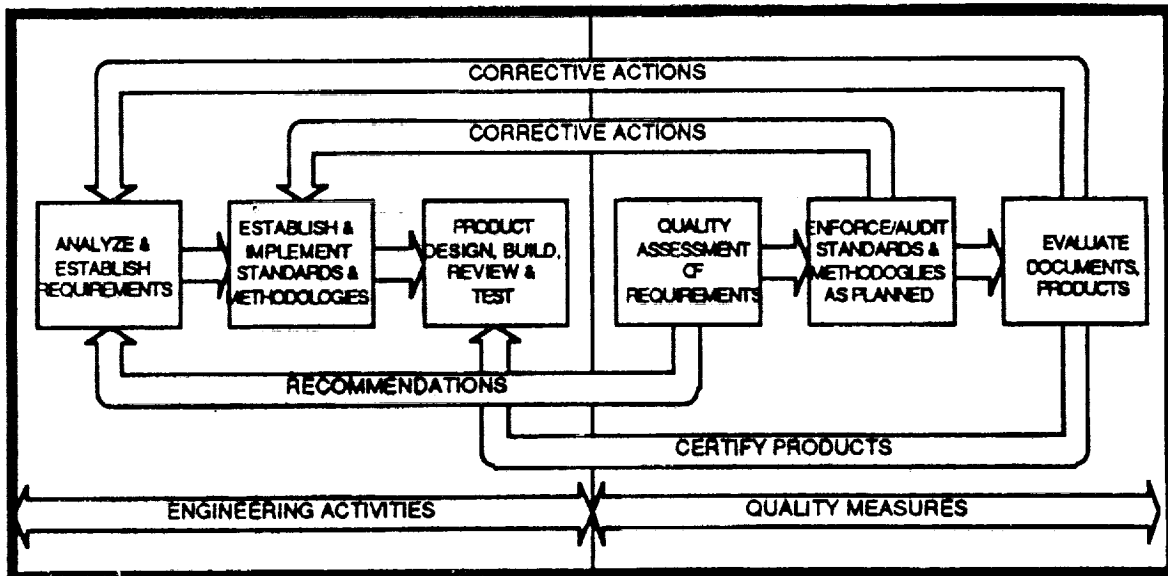 CORRECTIVE ACTIONS
CORRECTIVE ACTIONS
ANALYZE &
ESTABLISH
REQUIREMENTS
ESTABLISH &
IMPLEMENT
STANDARDS &
METHODOLOGIES
PRODUCT
DESIGN, BUILD,
REVIEW &
TEST
QUALITY
ASSESSMENT
OF
REQUIREMENTS
ENFORCE/AUDIT
STANDARDS &
METHODOGLIES
AS PLANNED
EVALUATE
DOCUMENTS,
PRODUCTS
RECOMMENDATIONS
CERTIFY PRODUCTS
ENGINEERING ACTIVITIES
QUALITY MEASURES